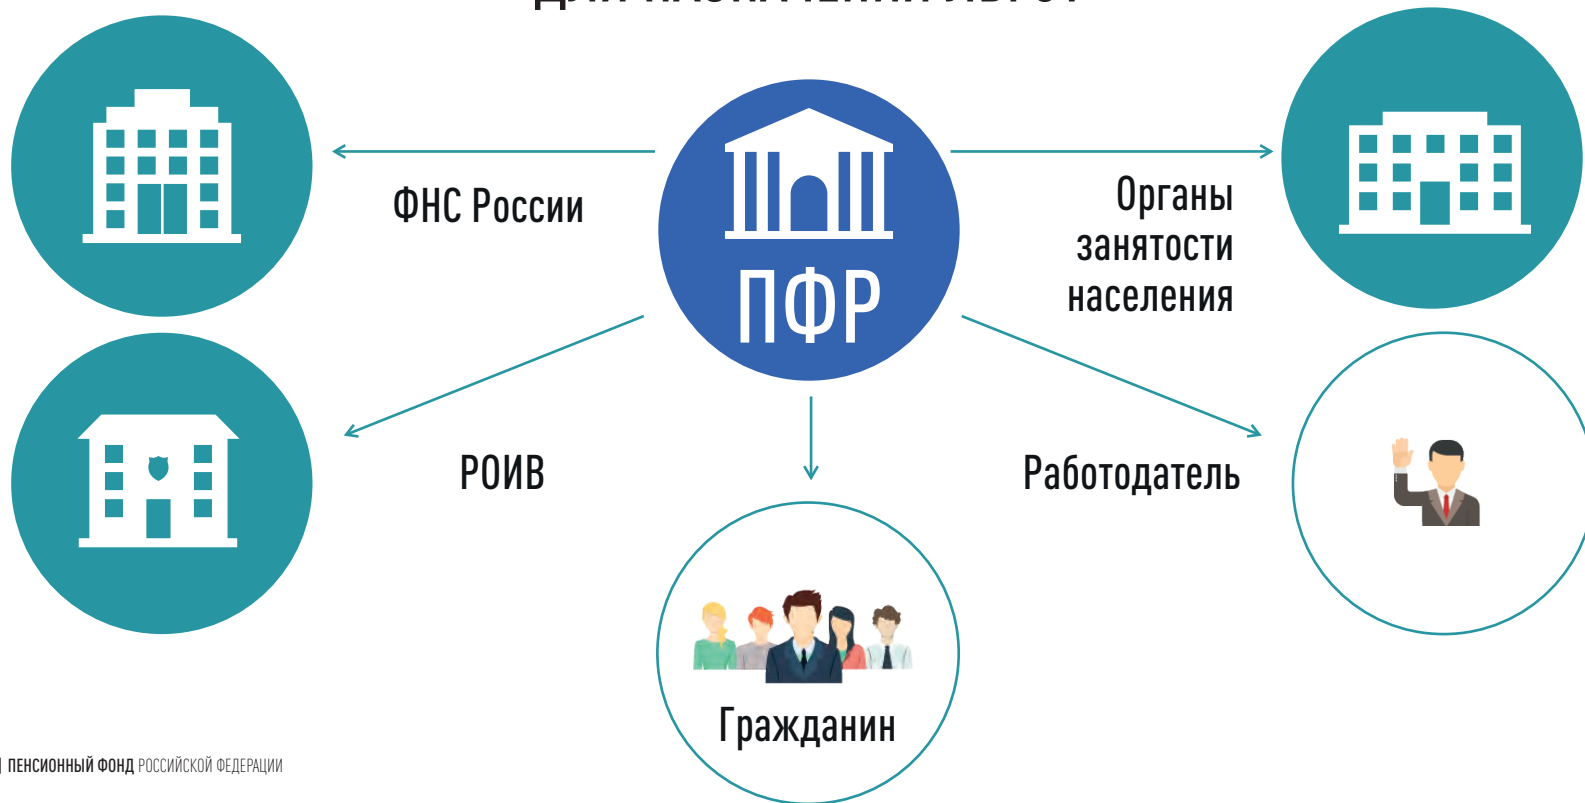 ФНС России
ПФР
Органы
занятости
населения
РОИВ
Работодатель
Гражданин
ПЕНСИОННЫЙ ФОНД РОССИЙСКОЙ ФЕДЕРАЦИИ